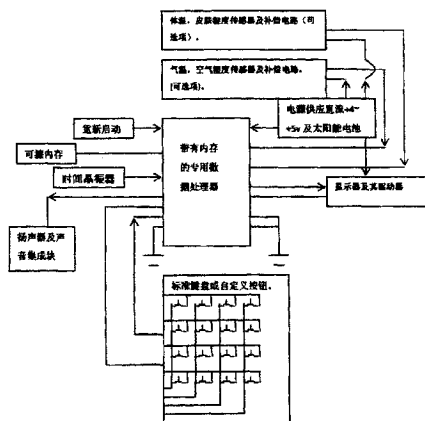 体温，皮肤湿度传感器及补偿电路（可
选项）。
气温，空气湿度传感器及补偿电路。
[可选项]。
电源供应直流+4~
+5v及太阳能电池
重新启动
可擦内存
时间晶振器
带有内存
的专用数
据处理器
显示器及其驱动器
扬声器及声
音集成块
标准键盘或自定义按钮。